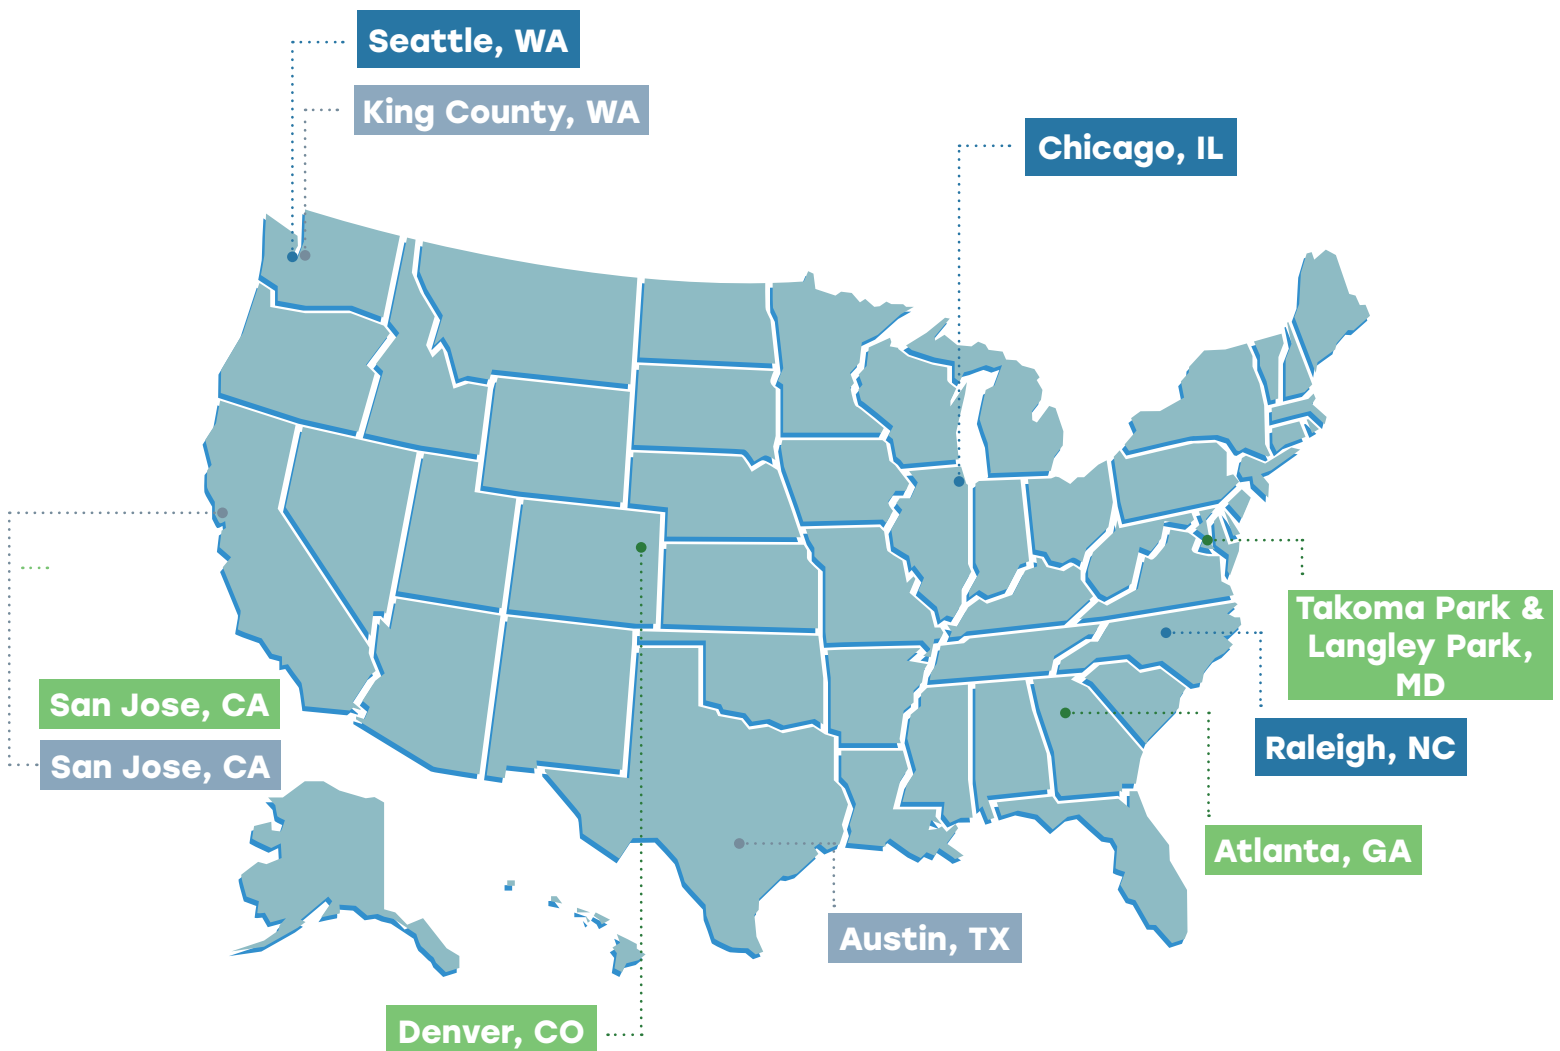 Seattle, WA
King County, WA
Chicago, IL
Takoma Park &
Langley Park,
MD
San Jose, CA
Raleigh, NC
San Jose, CA
Atlanta, GA
Austin, TX
Denver, CO